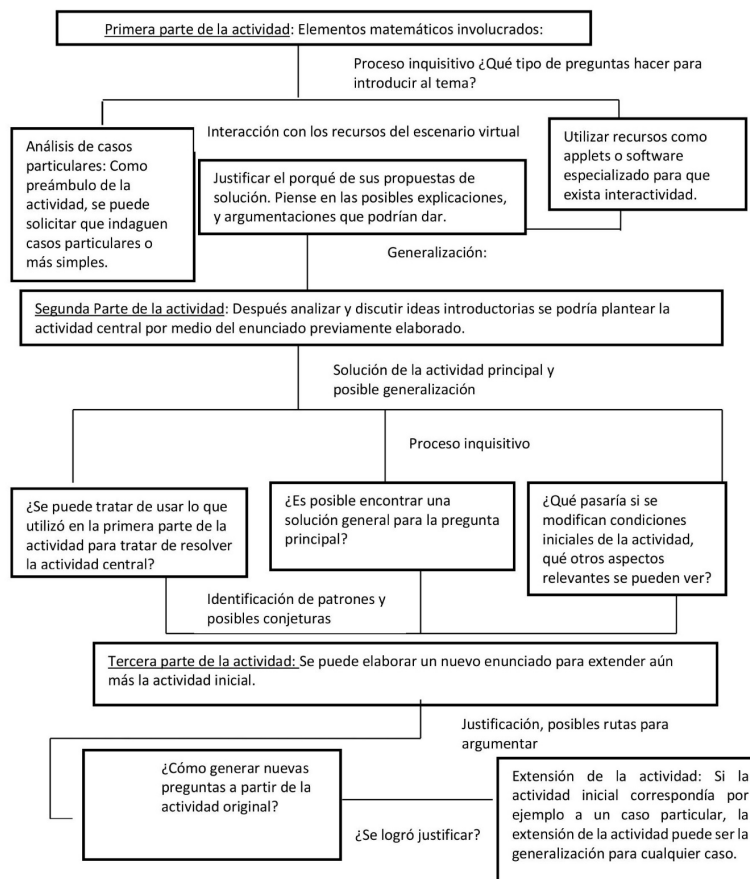 Primera parte de la actividad: Elementos matemáticos involucrados:
Proceso inquisitivo ¿Qué tipo de preguntas hacer para
introducir al tema?
Análisis de casos
particulares: Como
preámbulo de la
actividad, se puede
solicitar que indaguen
casos particulares o
más simples.
Interacción con los recursos del escenario virtual
Justificar el porqué de sus propuestas de
solución. Piense en las posibles explicaciones,
y argumentaciones que podrían dar.
Utilizar recursos como
applets o software
especializado para que
exista interactividad.
Generalización:
Segunda Parte de la actividad: Después analizar y discutir ideas introductorias se podría plantear la
actividad central por medio del enunciado previamente elaborado.
Solución de la actividad principal y
posible generalización
Proceso inquisitivo
¿Se puede tratar de usar lo que
utilizó en la primera parte de la
actividad para tratar de resolver
la actividad central?
¿Es posible encontrar una
solución general para la pregunta
principal?
¿Qué pasaría si se
modifican condiciones
iniciales de la actividad,
qué otros aspectos
relevantes se pueden ver?
Identificación de patrones y
posibles conjeturas
Tercera parte de la actividad: Se puede elaborar un nuevo enunciado para extender aún
más la actividad inicial.
Justificación, posibles rutas para
argumentar
¿Cómo generar nuevas
preguntas a partir de la
actividad original?
¿Se logró justificar?
Extensión de la actividad: Si la
actividad inicial correspondía por
ejemplo a un caso particular, la
extensión de la actividad puede ser la
generalización para cualquier caso.